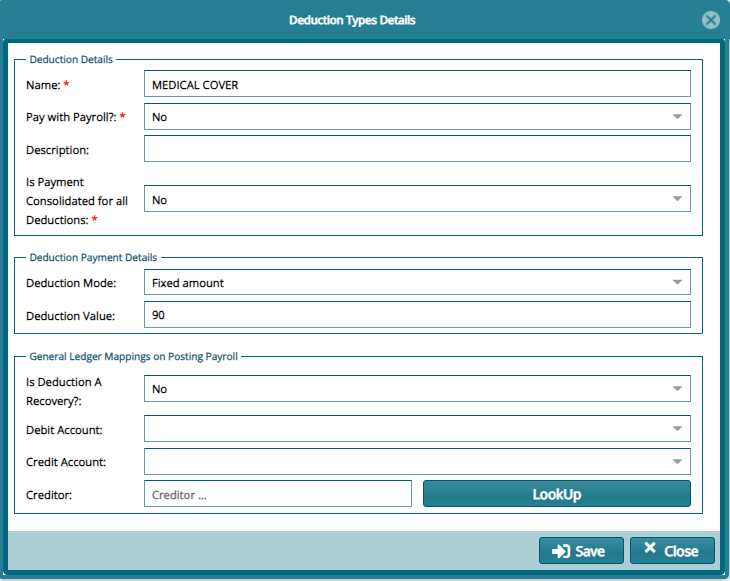 Deduction Types Details
Deduction Details
Name: *
MEDICAL COVER
Pay with Payroll?: *
No
Description:
Is Payment
Consolidated for all
Deductions: *
No
Deduction Payment Details
Deduction Mode:
Fixed amount
Deduction Value:
90
General Ledger Mappings on Posting Payroll
Is Deduction A
Recovery?:
No
Debit Account:
Credit Account:
Creditor:
Creditor ...
LookUp
Save
Close